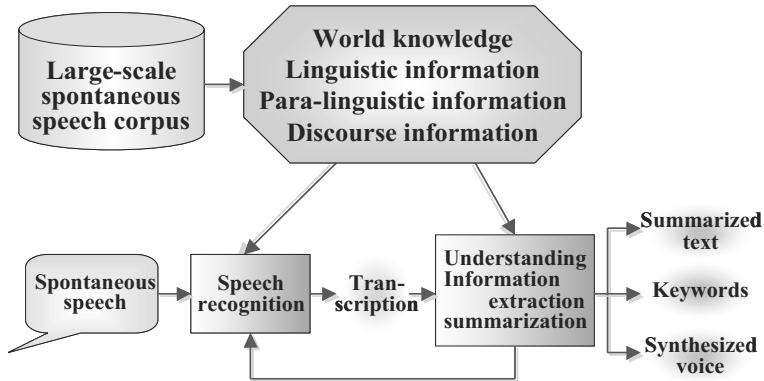 Large-scale
spontaneous
speech corpus
World knowledge
Linguistic information
Para-linguistic information
Discourse information
Spontaneous
speech
Speech
recognition
Tran-
scription
Understanding
Information
extraction
summarization
Summarized
text
Keywords
Synthesized
voice